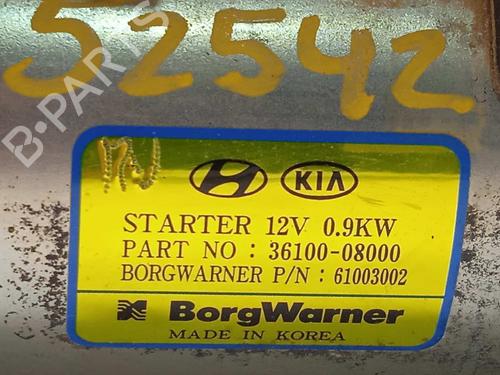 52542
B-PARTS
KIA
STARTER 12V 0.9KW
PART NO : 36100-08000
BORGWARNER P/N : 61003002
BorgWarner
MADE IN KOREA